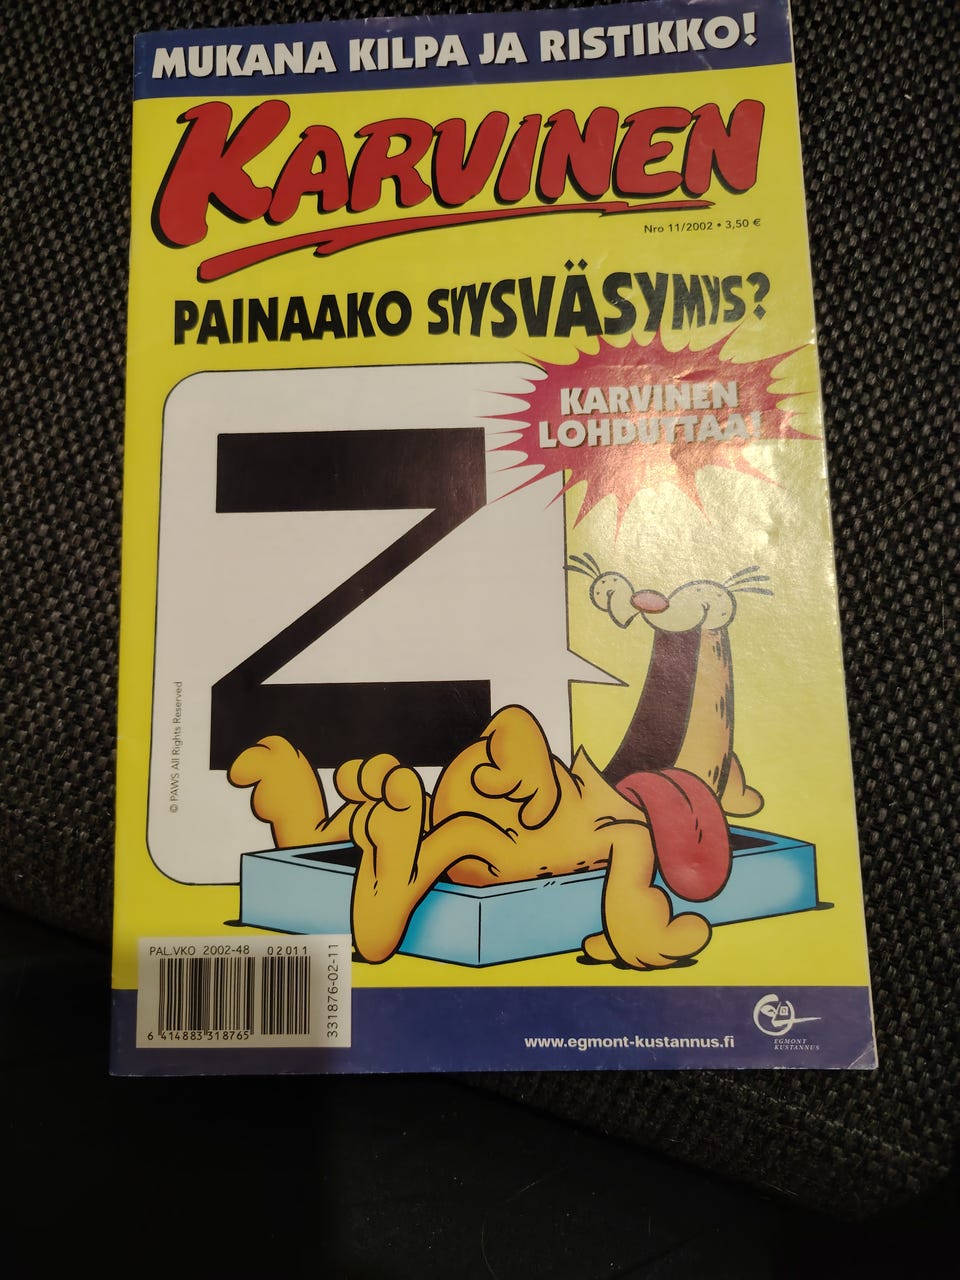 MUKANA KILPA JA RISTIKKO!
KARVINEN
Nro 11/2002 • 3,50 €
PAINAAKO SYYSVÄSYMYS?
KARVINEN
LOHDUTTAA!
Z
© PAWS All Rights Reserved
PAL.VKO 2002-48 02011
6 414883 318765
331876-02-11
www.egmont-kustannus.fi
EGMONT
KUSTANNUS